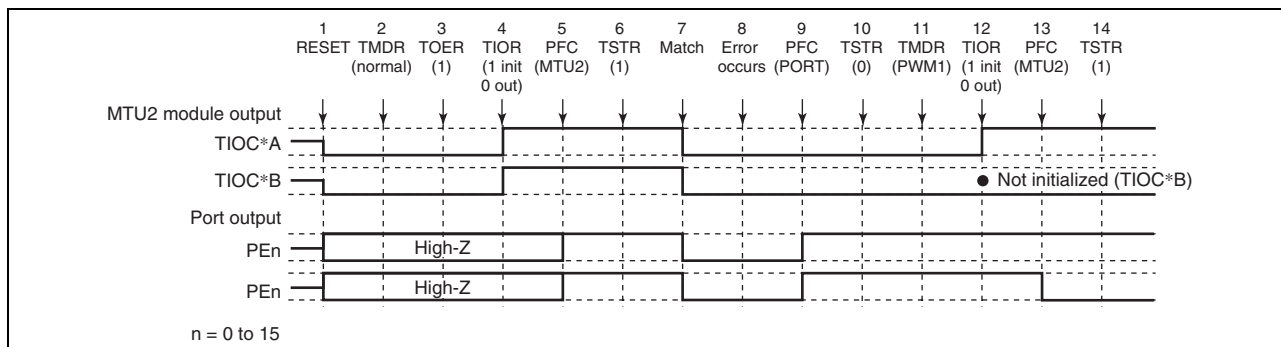 1 2 3 4 5 6 7 8 9 10 11 12 13 14
RESET TMDR TOER TIOR PFC TSTR Match Error PFC TSTR TMDR TIOR PFC TSTR
(normal) (1) (1 init (MTU2) (1) occurs (PORT) (0) (PWM1) (1 init (MTU2) (1)
0 out) 0 out)
MTU2 module output
TIOC*A
TIOC*B
● Not initialized (TIOC*B)
Port output
PEn
High-Z
PEn
High-Z
n = 0 to 15